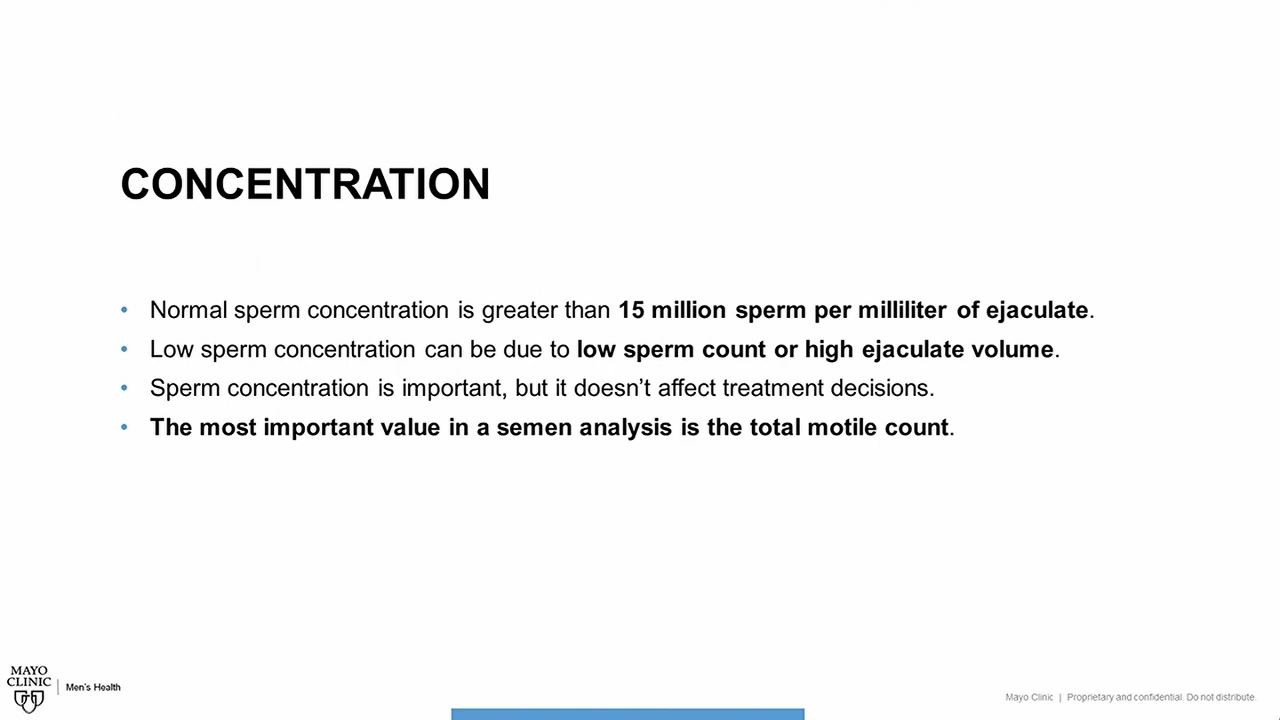 CONCENTRATION
• Normal sperm concentration is greater than 15 million sperm per milliliter of ejaculate.
• Low sperm concentration can be due to low sperm count or high ejaculate volume.
• Sperm concentration is important, but it doesn’t affect treatment decisions.
• The most important value in a semen analysis is the total motile count.
MAYO
CLINIC
Men's Health
Mayo Clinic | Proprietary and confidential. Do not distribute.